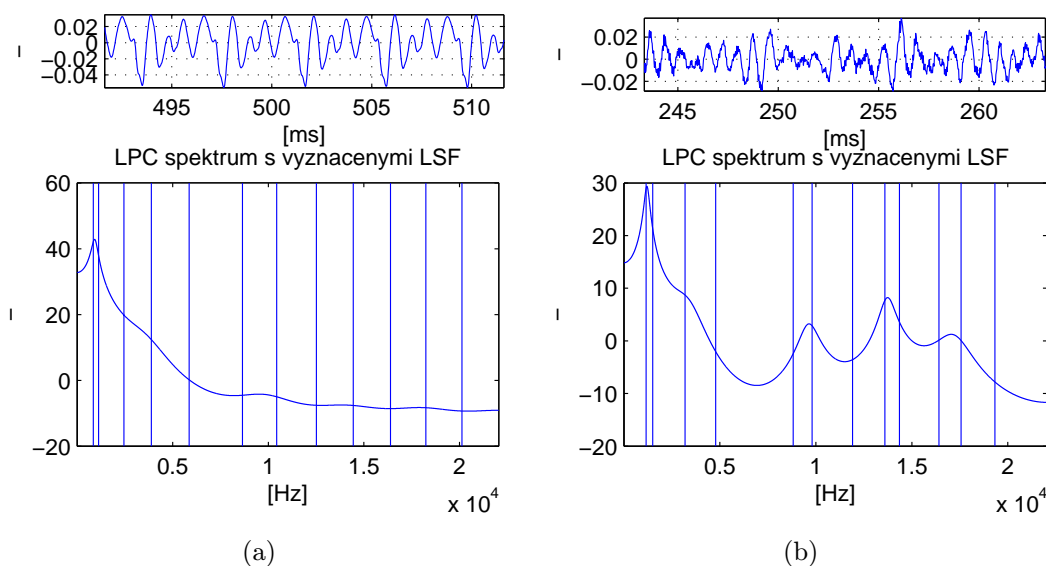 0.02
0
−0.02
−0.04
495 500 505 510
[ms]
LPC spektrum s vyznacenymi LSF
60
40
20
0
−20
0.5 1 1.5 2
[Hz]
x 10^4
(a)
0.02
0
−0.02
245 250 255 260
[ms]
LPC spektrum s vyznacenymi LSF
30
20
10
0
−10
−20
0.5 1 1.5 2
[Hz]
x 10^4
(b)